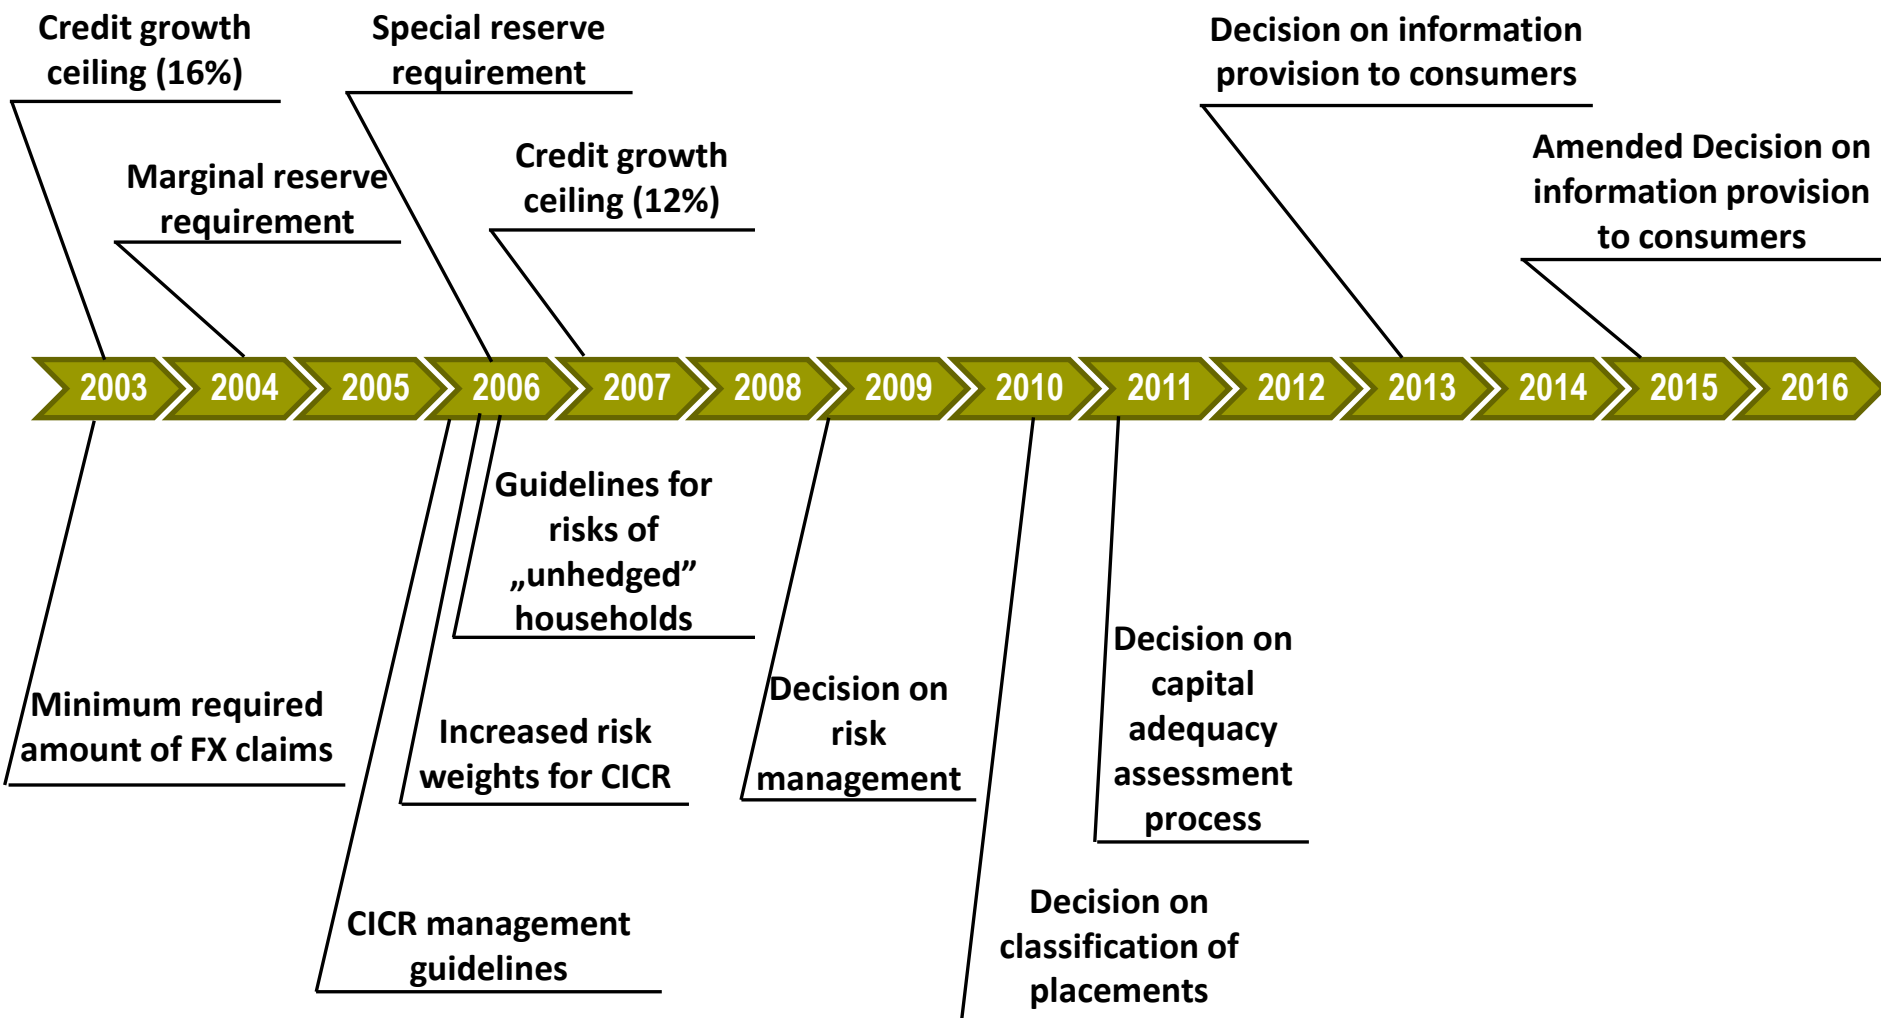 Credit growth
ceiling (16%)
Special reserve
requirement
Decision on information
provision to consumers
Marginal reserve
requirement
Credit growth
ceiling (12%)
Amended Decision on
information provision
to consumers
2003
2004
2005
2006
2007
2008
2009
2010
2011
2012
2013
2014
2015
2016
Guidelines for
risks of
„unhedged”
households
Minimum required
amount of FX claims
Increased risk
weights for CICR
Decision on
risk
management
Decision on
capital
adequacy
assessment
process
CICR management
guidelines
Decision on
classification of
placements